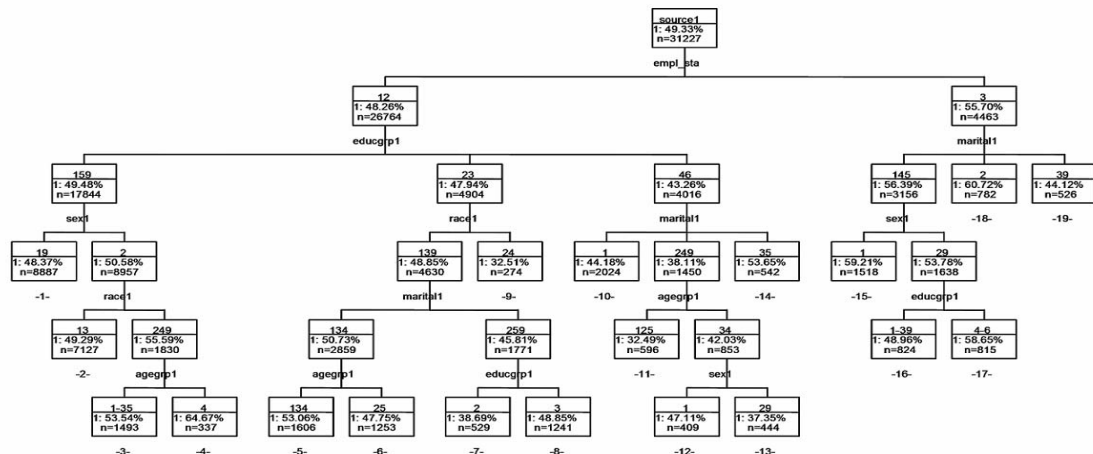 source1
1: 49.33%
n=31227
empl_sta
12
1: 48.26%
n=26764
3
1: 55.70%
n=4463
educgrp1
marital1
159
1: 49.48%
n=17844
23
1: 47.94%
n=4904
46
1: 43.26%
n=4016
145
1: 56.39%
n=3156
2
1: 60.72%
n=782
39
1: 44.12%
n=526
sex1
race1
marital1
sex1
-18-
-19-
19
1: 48.37%
n=8887
2
1: 50.58%
n=8957
139
1: 48.85%
n=4630
24
1: 32.51%
n=274
1
1: 44.18%
n=2024
249
1: 38.11%
n=1450
35
1: 53.65%
n=542
1
1: 59.21%
n=1518
29
1: 53.78%
n=1638
-1-
race1
marital1
-9-
-10-
agegrp1
-14-
-15-
educgrp1
13
1: 49.29%
n=7127
249
1: 55.59%
n=1830
134
1: 50.73%
n=2859
259
1: 45.81%
n=1771
125
1: 32.49%
n=596
34
1: 42.03%
n=853
1-39
1: 48.96%
n=824
4-6
1: 58.65%
n=815
-2-
agegrp1
agegrp1
educgrp1
-11-
sex1
-16-
-17-
1-35
1: 53.54%
n=1493
4
1: 64.67%
n=337
134
1: 53.06%
n=1606
25
1: 47.75%
n=1253
2
1: 38.69%
n=529
3
1: 48.85%
n=1241
1
1: 47.11%
n=409
29
1: 37.35%
n=444
-3-
-4-
-5-
-6-
-7-
-8-
-12-
-13-